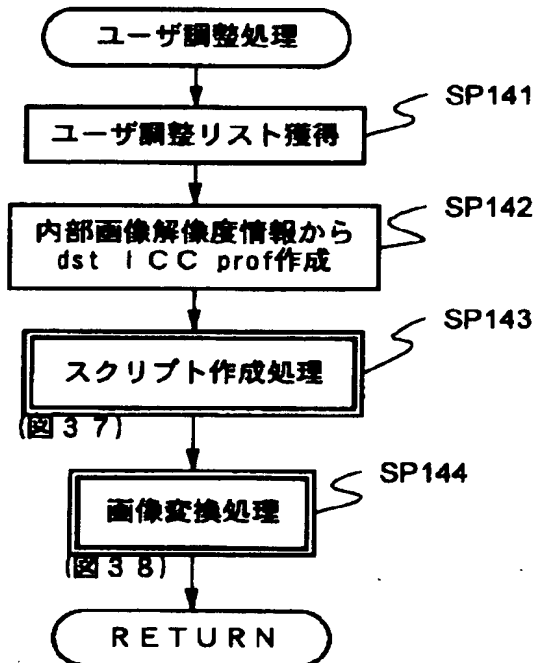 ユーザ調整処理
SP141
ユーザ調整リスト獲得
SP142
内部画像解像度情報から
dst ICC prof作成
SP143
スクリプト作成処理
(図37)
SP144
画像変換処理
(図38)
RETURN